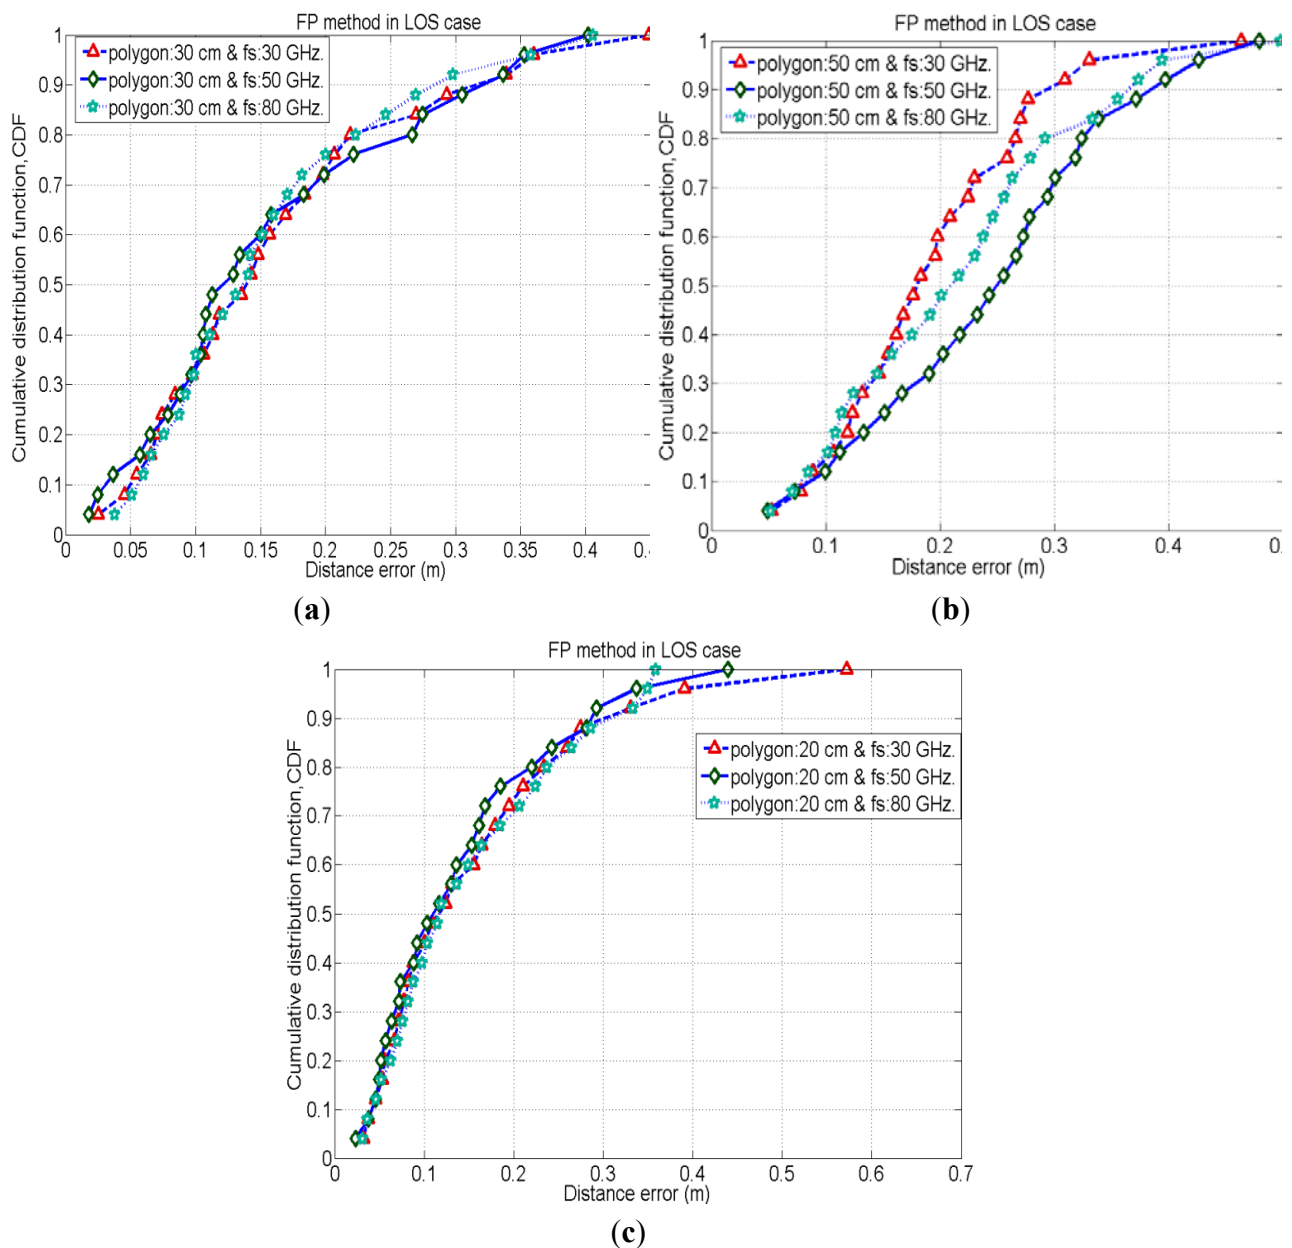 FP method in LOS case
polygon:30 cm & fs:30 GHz.
polygon:30 cm & fs:50 GHz.
polygon:30 cm & fs:80 GHz.
Cumulative distribution function,CDF
1
0.9
0.8
0.7
0.6
0.5
0.4
0.3
0.2
0.1
0
0 0.05 0.1 0.15 0.2 0.25 0.3 0.35 0.4
Distance error (m)
(a)
FP method in LOS case
polygon:50 cm & fs:30 GHz.
polygon:50 cm & fs:50 GHz.
polygon:50 cm & fs:80 GHz.
Cumulative distribution function,CDF
1
0.9
0.8
0.7
0.6
0.5
0.4
0.3
0.2
0.1
0
0 0.1 0.2 0.3 0.4
Distance error (m)
(b)
FP method in LOS case
polygon:20 cm & fs:30 GHz.
polygon:20 cm & fs:50 GHz.
polygon:20 cm & fs:80 GHz.
Cumulative distribution function,CDF
1
0.9
0.8
0.7
0.6
0.5
0.4
0.3
0.2
0.1
0
0 0.1 0.2 0.3 0.4 0.5 0.6 0.7
Distance error (m)
(c)